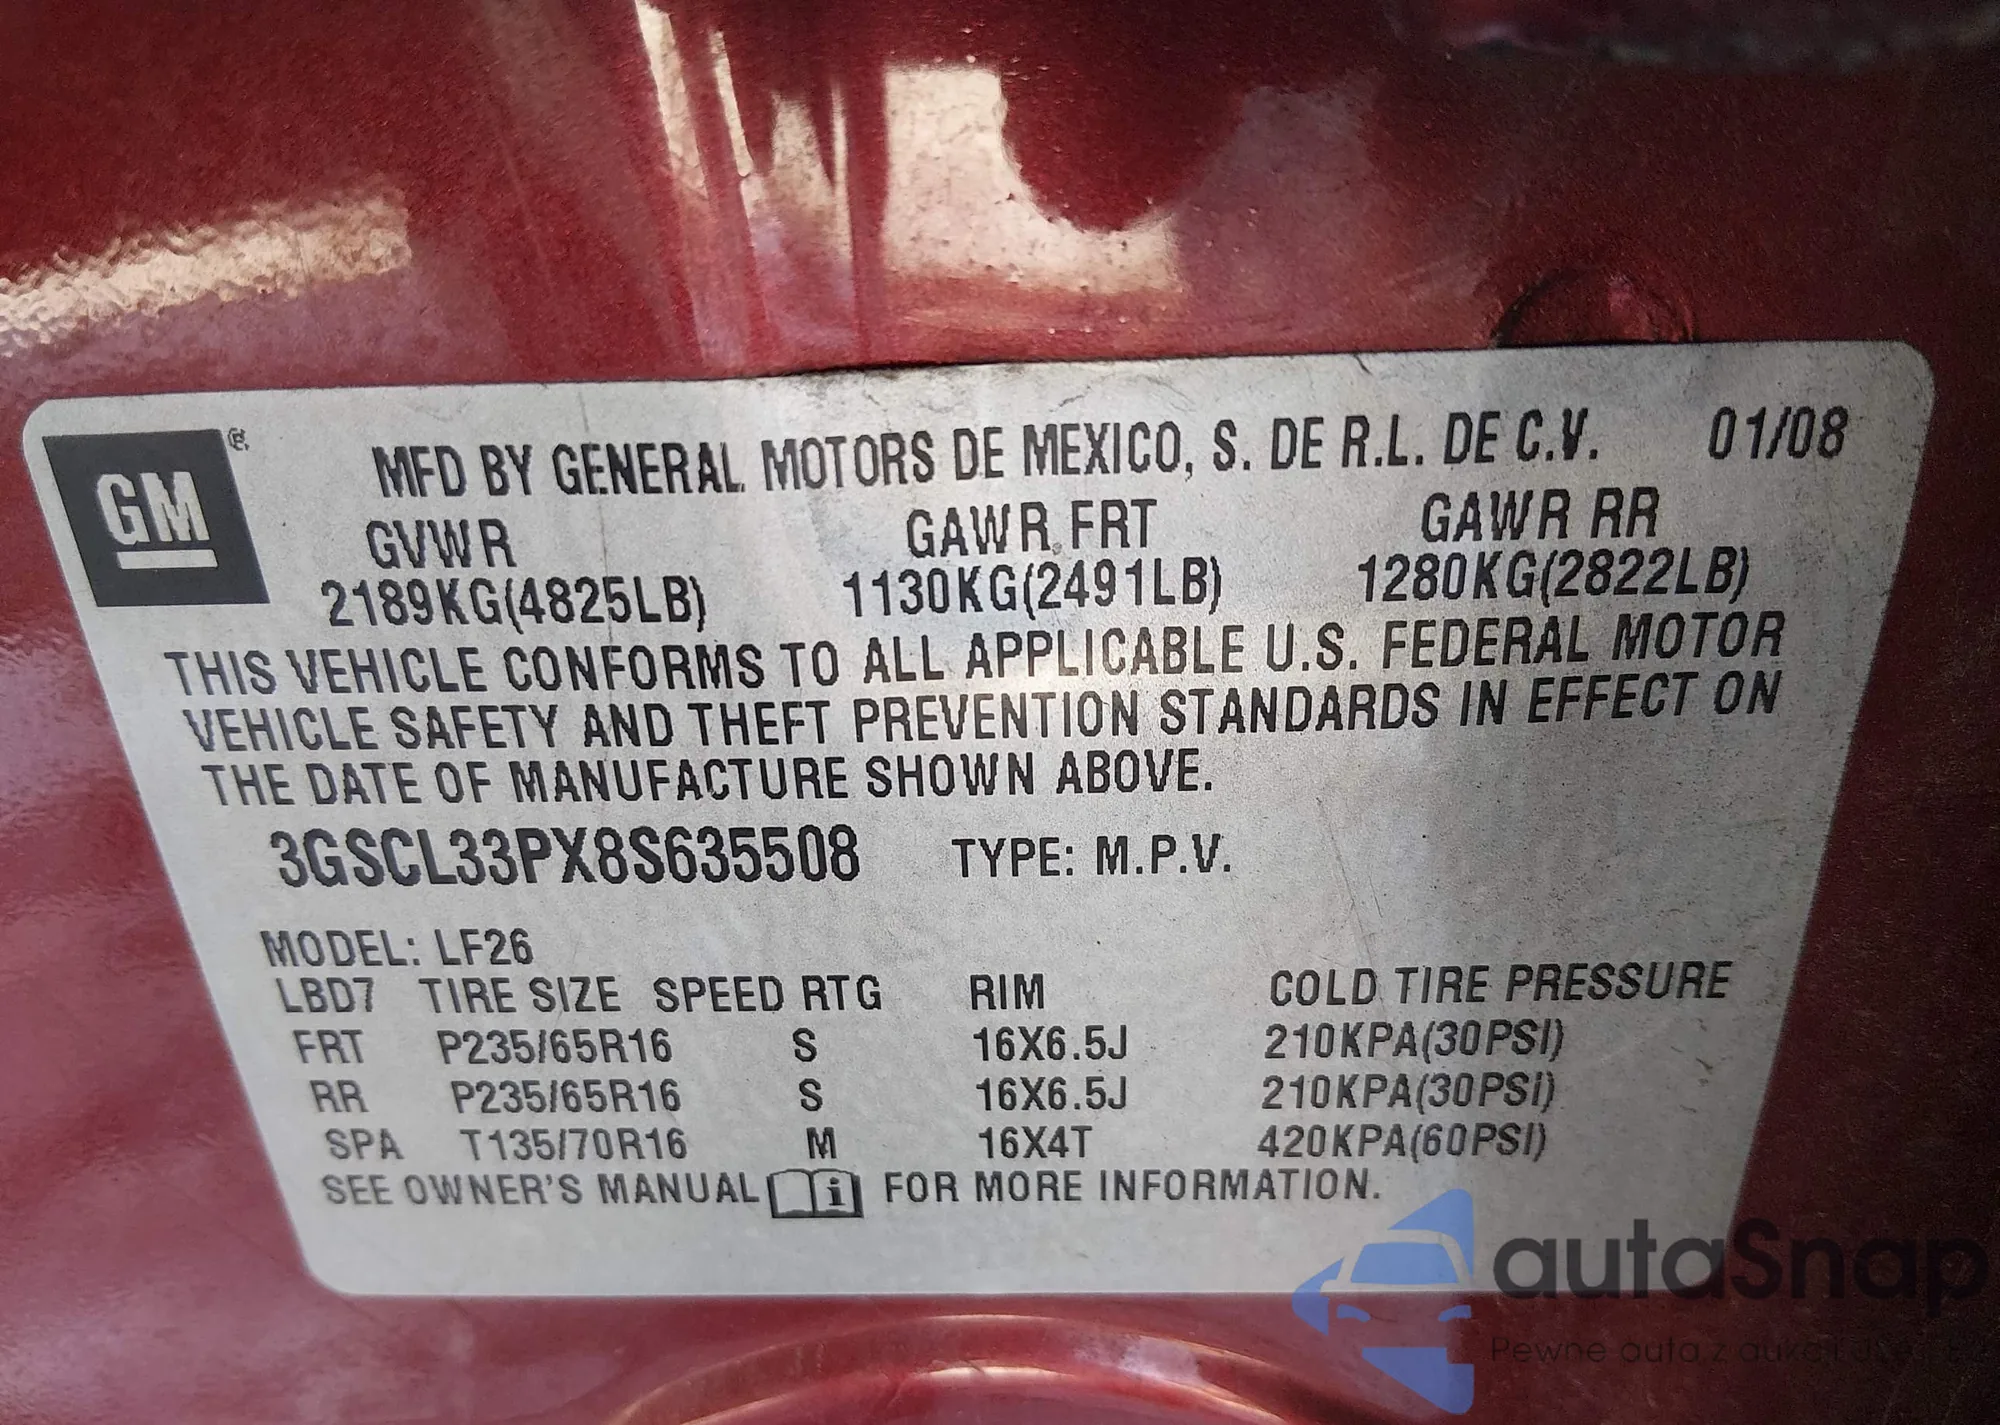 GM ®
MFD BY GENERAL MOTORS DE MEXICO, S. DE R.L. DE C.V. 01/08
GVWR GAWR FRT GAWR RR
2189KG(4825LB) 1130KG(2491LB) 1280KG(2822LB)
THIS VEHICLE CONFORMS TO ALL APPLICABLE U.S. FEDERAL MOTOR
VEHICLE SAFETY AND THEFT PREVENTION STANDARDS IN EFFECT ON
THE DATE OF MANUFACTURE SHOWN ABOVE.
3GSCL33PX8S635508 TYPE: M.P.V.
MODEL: LF26
LBD7 TIRE SIZE SPEED RTG RIM COLD TIRE PRESSURE
FRT P235/65R16 S 16X6.5J 210KPA(30PSI)
RR P235/65R16 S 16X6.5J 210KPA(30PSI)
SPA T135/70R16 M 16X4T 420KPA(60PSI)
SEE OWNER'S MANUAL i FOR MORE INFORMATION.
autaSnap
Pewne auta z aukcji